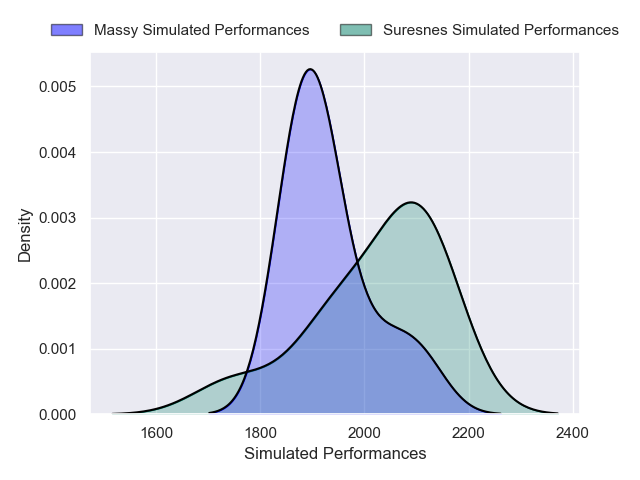 Massy Simulated Performances Suresnes Simulated Performances
0.005
0.004
0.003
0.002
0.001
0.000
Density
1600 1800 2000 2200 2400
Simulated Performances